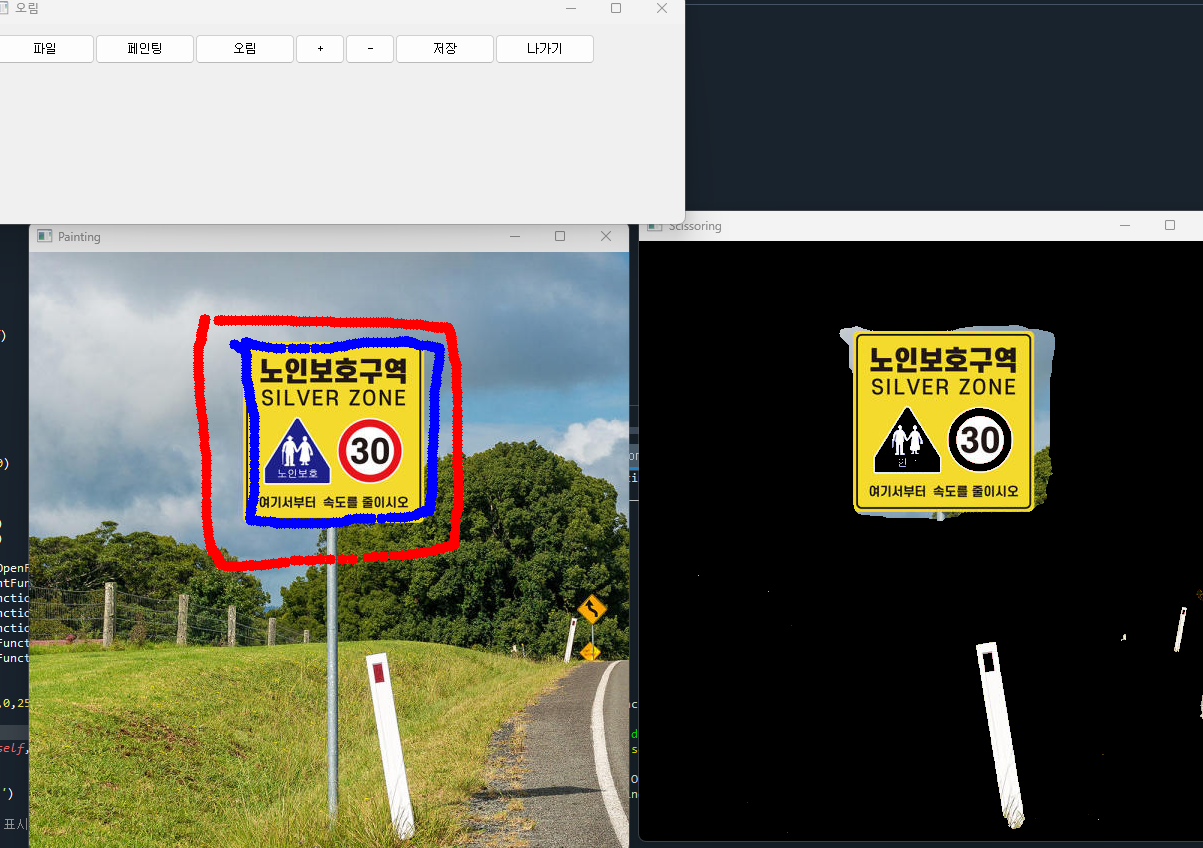 오림
파일 페인팅 오림 + - 저장 나가기
Painting
노인보호구역
SILVER ZONE
30
노인보호
여기서부터 속도를 줄이시오
Scissoring
노인보호구역
SILVER ZONE
30
인
여기서부터 속도를 줄이시오
표시